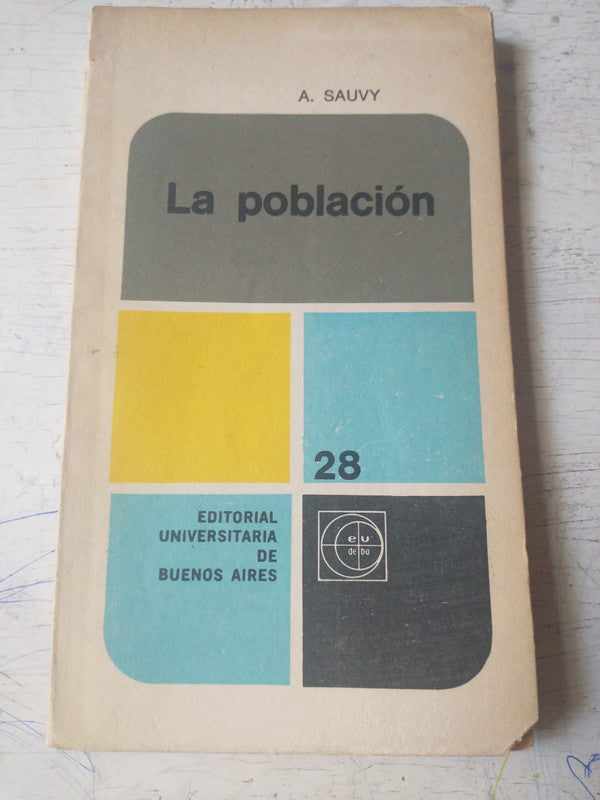 A. SAUVY
La población
28
EDITORIAL
UNIVERSITARIA
DE
BUENOS AIRES
eu
deba